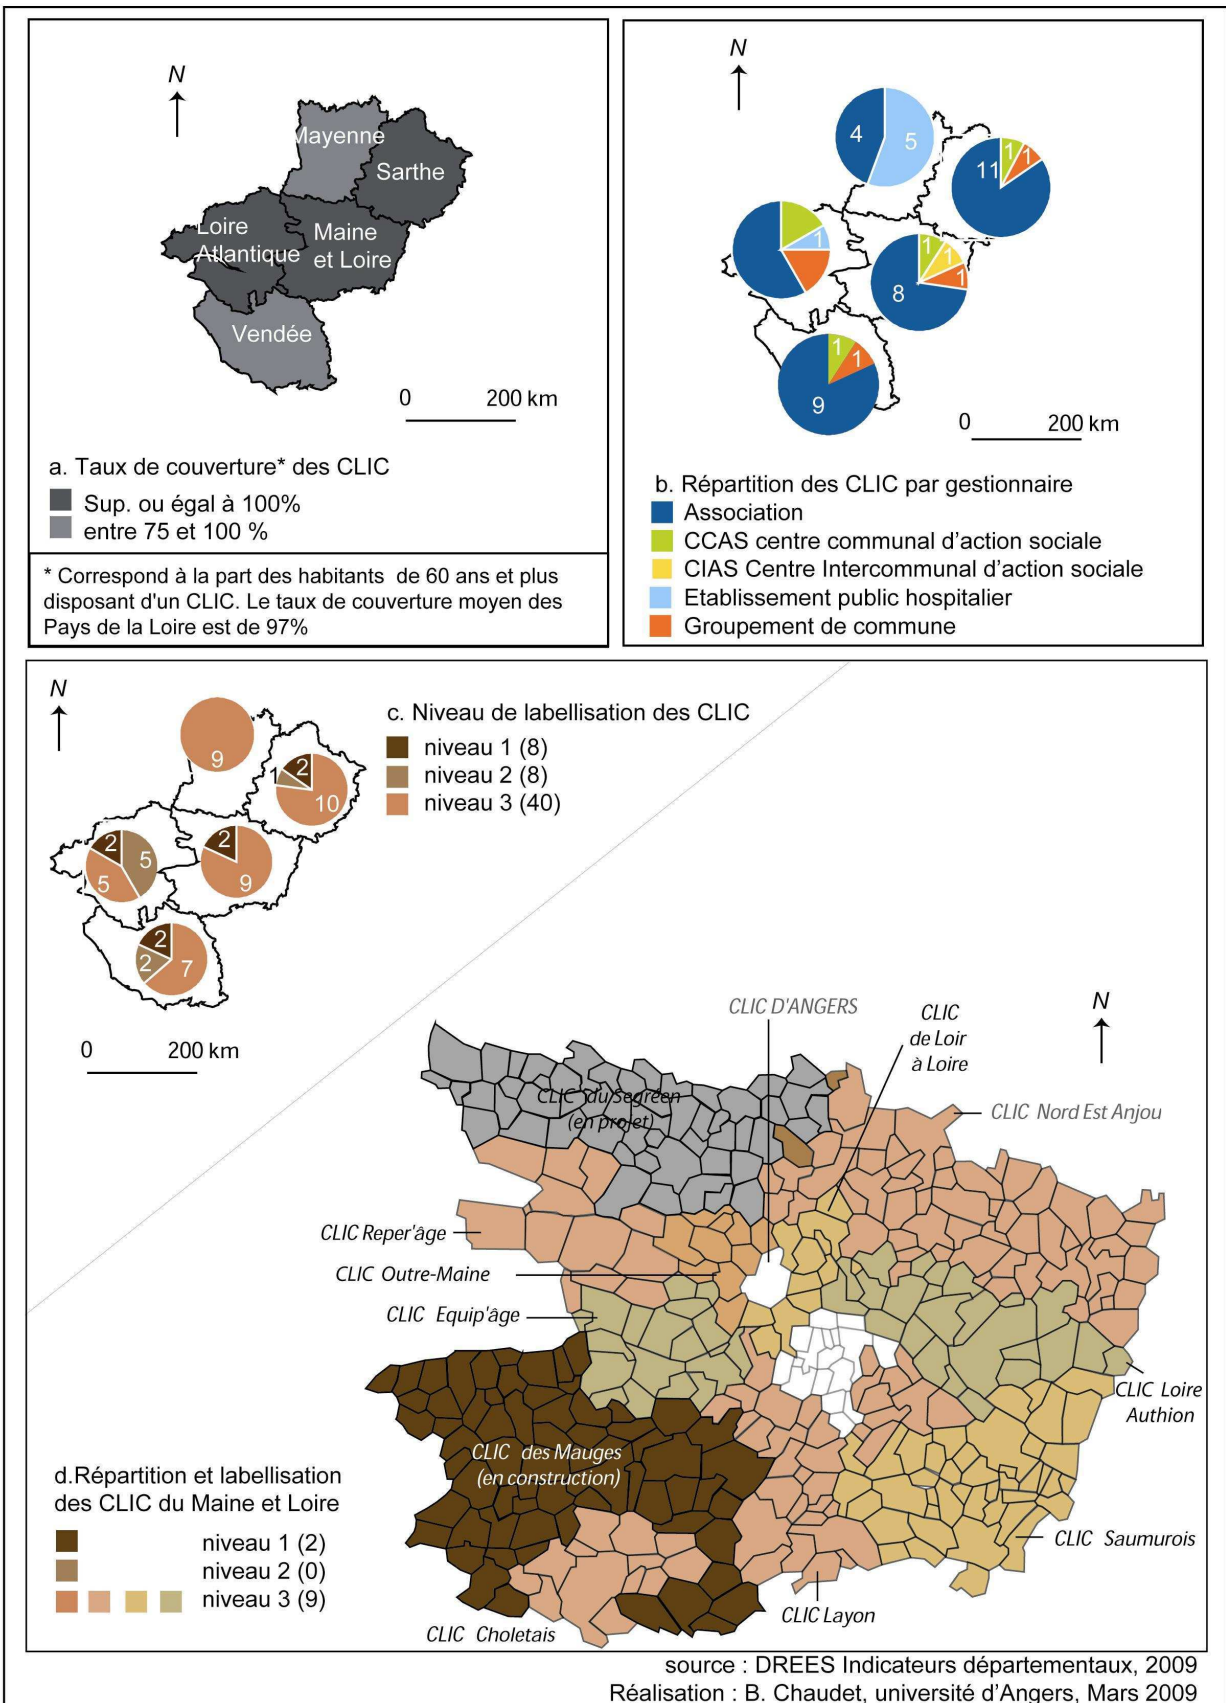 N
Mayenne
Sarthe
Loire
Atlantique
Maine
et Loire
Vendée
0 200 km
a. Taux de couverture* des CLIC
Sup. ou égal à 100%
entre 75 et 100 %
* Correspond à la part des habitants de 60 ans et plus
disposant d'un CLIC. Le taux de couverture moyen des
Pays de la Loire est de 97%
N
4
5
11
1
1
1
8
1
1
1
9
1
1
0 200 km
b. Répartition des CLIC par gestionnaire
Association
CCAS centre communal d'action sociale
CIAS Centre Intercommunal d'action sociale
Etablissement public hospitalier
Groupement de commune
N
9
1
2
10
2
5
5
2
9
2
2
7
0 200 km
c. Niveau de labellisation des CLIC
niveau 1 (8)
niveau 2 (8)
niveau 3 (40)
N
CLIC D'ANGERS
CLIC
de Loir
à Loire
CLIC Nord Est Anjou
CLIC du Segréen
(en projet)
CLIC Reper'âge
CLIC Outre-Maine
CLIC Equip'âge
CLIC Loire
Authion
CLIC des Mauges
(en construction)
CLIC Saumurois
CLIC Layon
CLIC Choletais
d.Répartition et labellisation
des CLIC du Maine et Loire
niveau 1 (2)
niveau 2 (0)
niveau 3 (9)
source : DREES Indicateurs départementaux, 2009
Réalisation : B. Chaudet, université d'Angers, Mars 2009